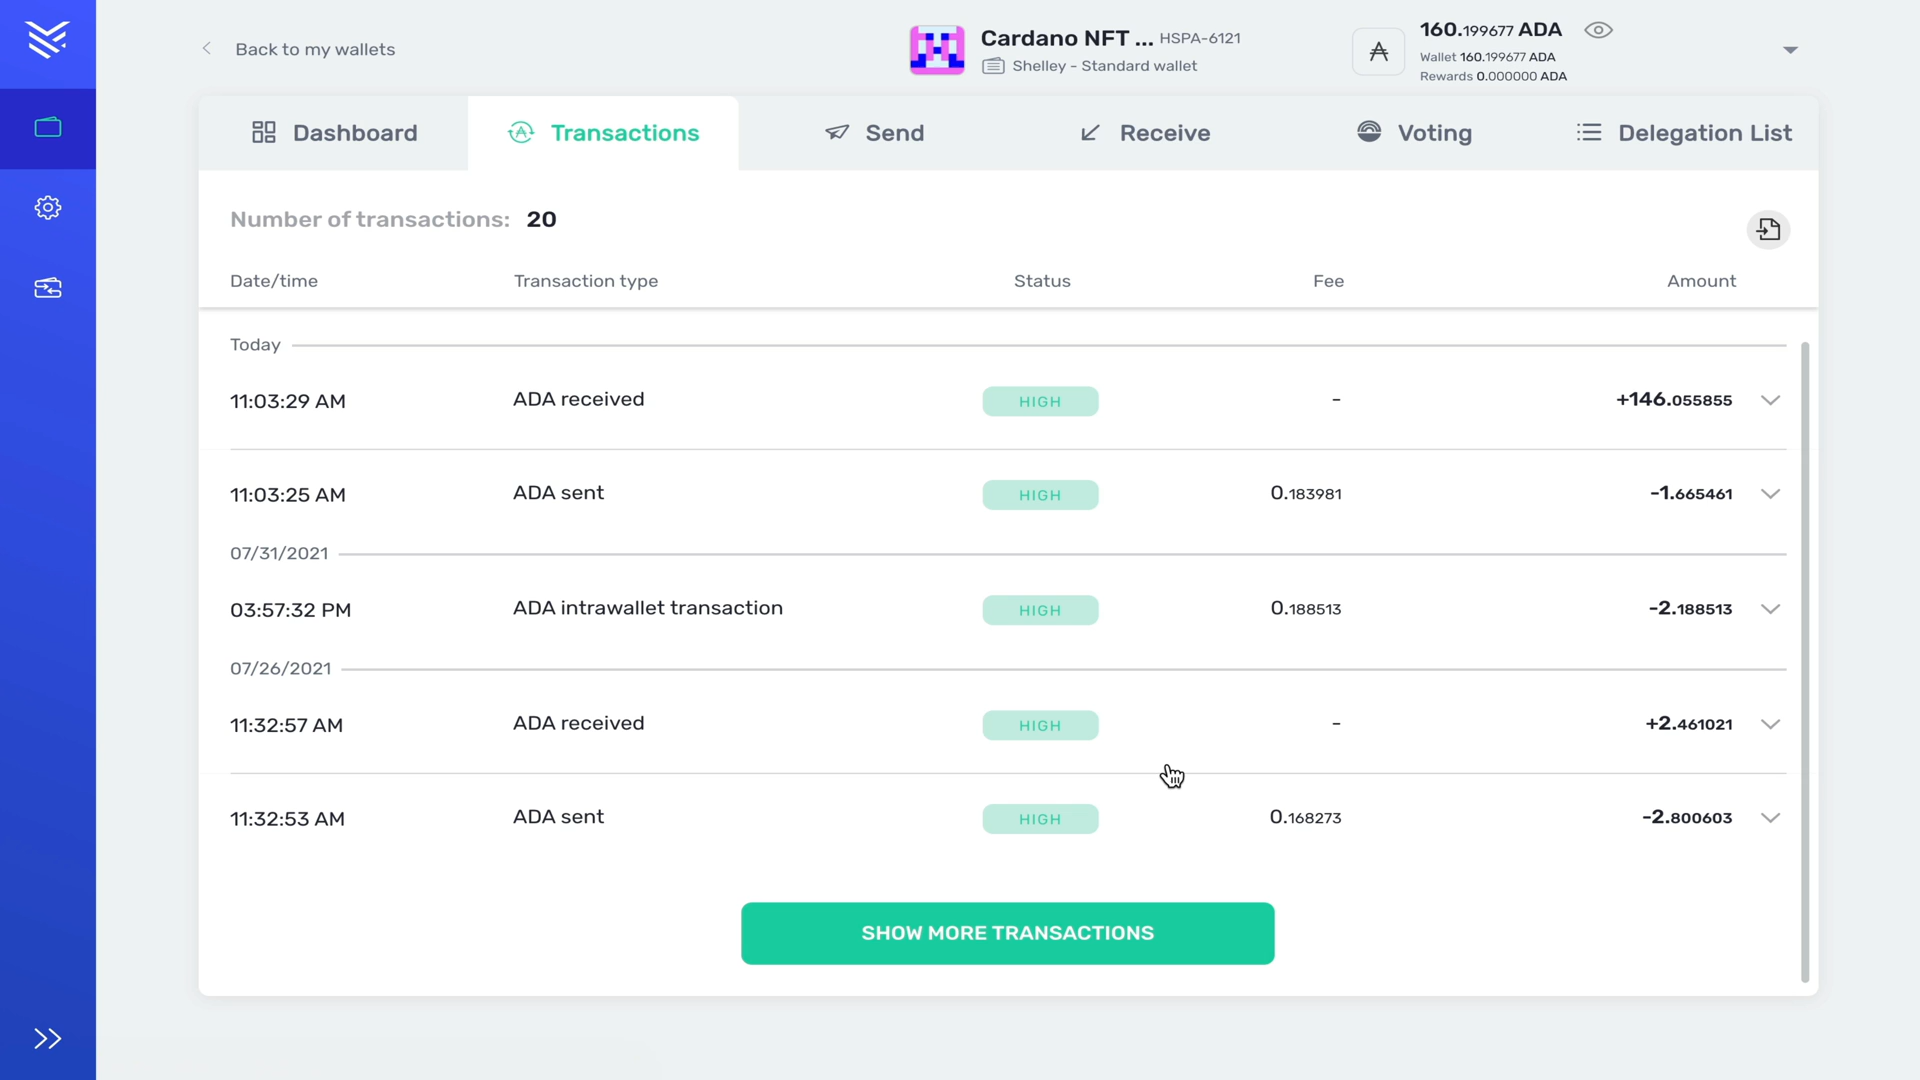 Back to my wallets
Cardano NFT ... HSPA-6121
Shelley - Standard wallet
160.199677 ADA
Wallet 160.199677 ADA
Rewards 0.000000 ADA
Dashboard
Transactions
Send
Receive
Voting
Delegation List
Number of transactions: 20
Date/time Transaction type Status Fee Amount
Today
11:03:29 AM ADA received HIGH - +146.055855
11:03:25 AM ADA sent HIGH 0.183981 -1.665461
07/31/2021
03:57:32 PM ADA intrawallet transaction HIGH 0.188513 -2.188513
07/26/2021
11:32:57 AM ADA received HIGH - +2.461021
11:32:53 AM ADA sent HIGH 0.168273 -2.800603
SHOW MORE TRANSACTIONS